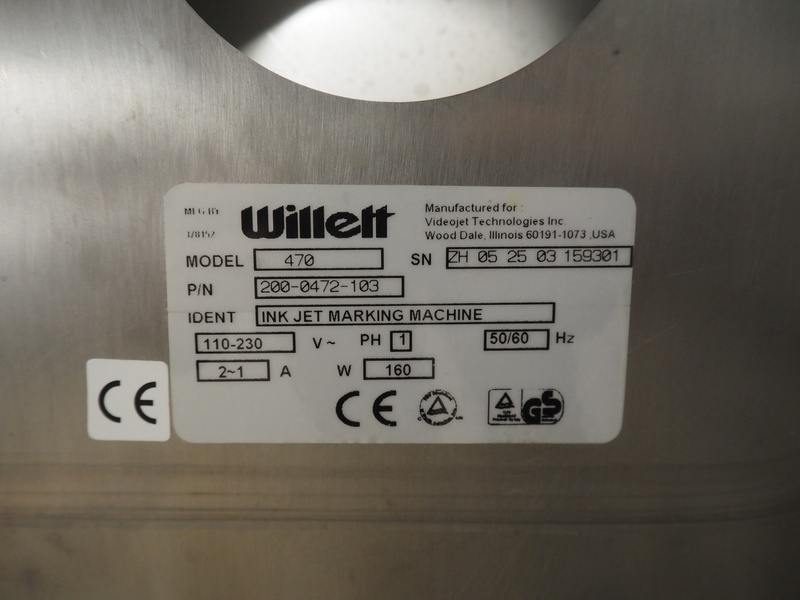 MFG BY
Willett
Manufactured for :
Videojet Technologies Inc.
Wood Dale, Illinois 60191-1073 ,USA
MODEL 470 SN ZH 05 25 03 159301
P/N 200-0472-103
IDENT INK JET MARKING MACHINE
110-230 V~ PH 1 50/60 Hz
2~1 A W 160
CE CE GS